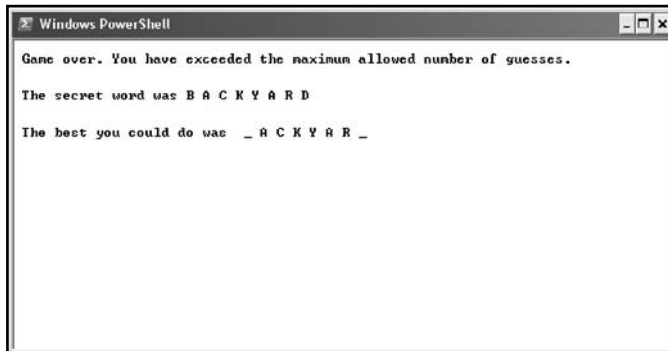 Windows PowerShell
Game over. You have exceeded the maximum allowed number of guesses.
The secret word was B A C K Y A R D
The best you could do was _ A C K Y A R _